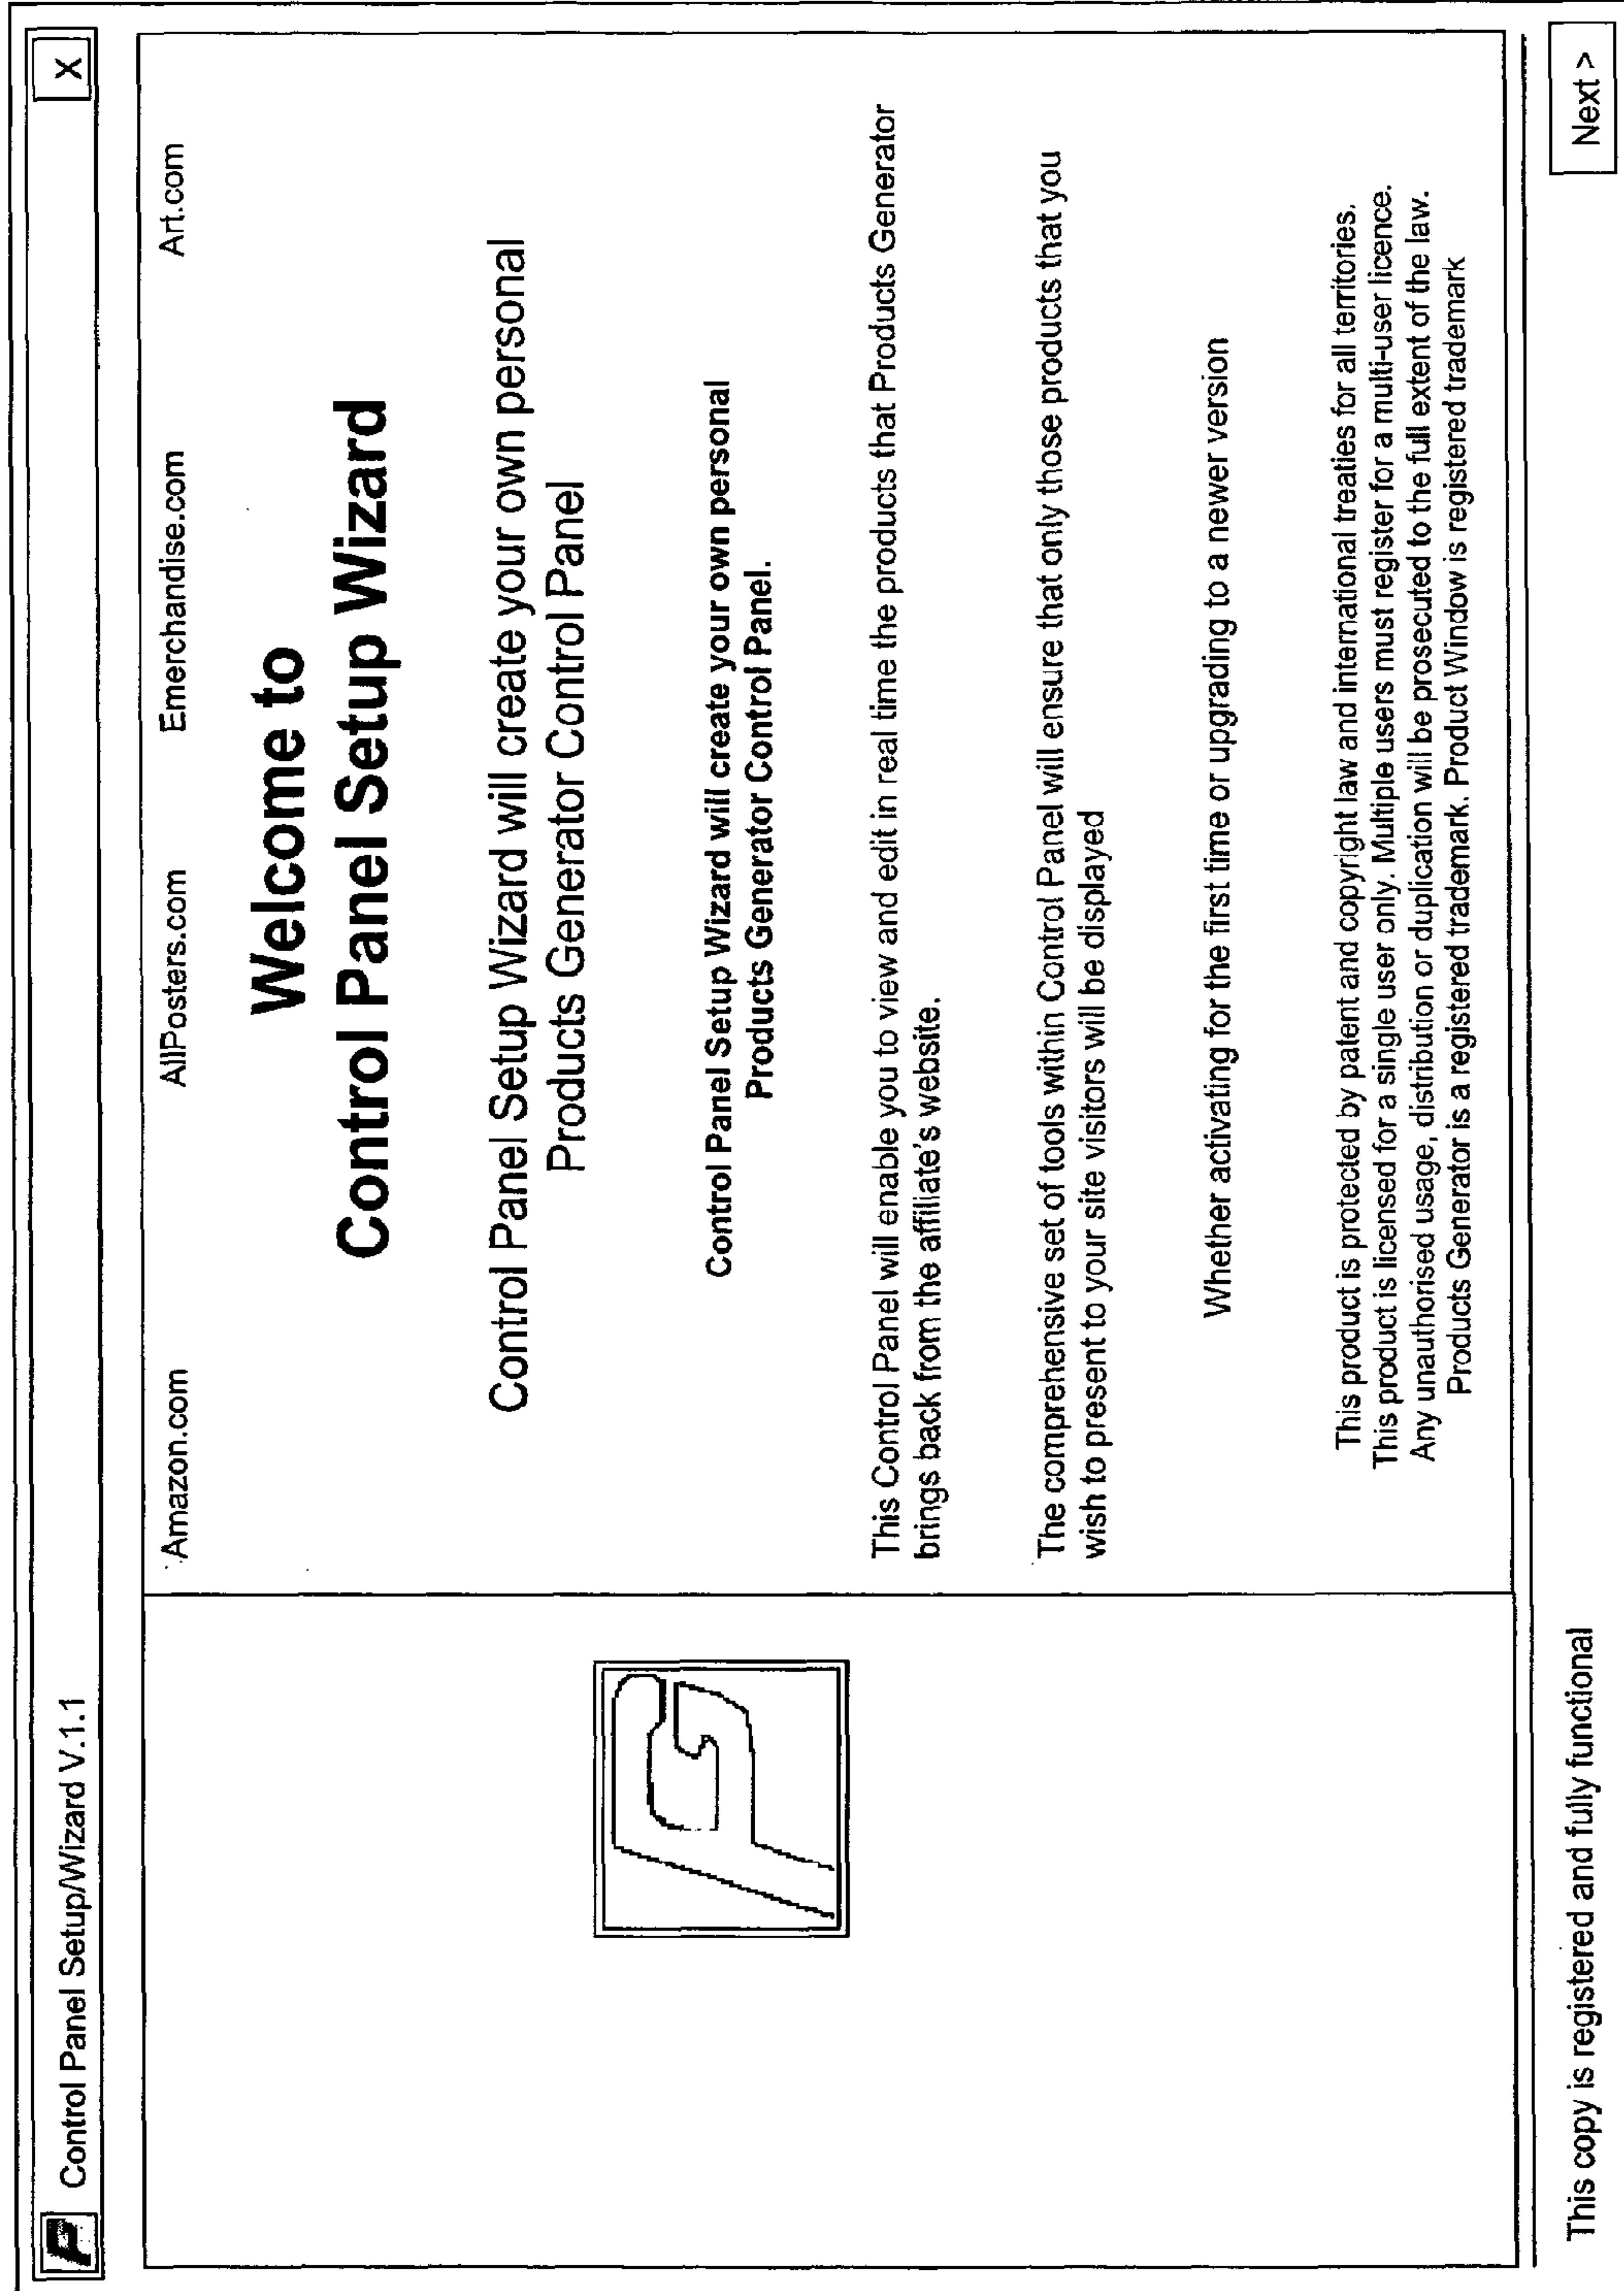 Control Panel Setup/Wizard V.1.1
X
Amazon.com AllPosters.com Emerchandise.com Art.com
Welcome to
Control Panel Setup Wizard
Control Panel Setup Wizard will create your own personal
Products Generator Control Panel
Control Panel Setup Wizard will create your own personal
Products Generator Control Panel.
This Control Panel will enable you to view and edit in real time the products that Products Generator
brings back from the affiliate's website.
The comprehensive set of tools within Control Panel will ensure that only those products that you
wish to present to your site visitors will be displayed
Whether activating for the first time or upgrading to a newer version
This product is protected by patent and copyright law and international treaties for all territories.
This product is licensed for a single user only. Multiple users must register for a multi-user licence.
Any unauthorised usage, distribution or duplication will be prosecuted to the full extent of the law.
Products Generator is a registered trademark. Product Window is registered trademark
This copy is registered and fully functional
Next >